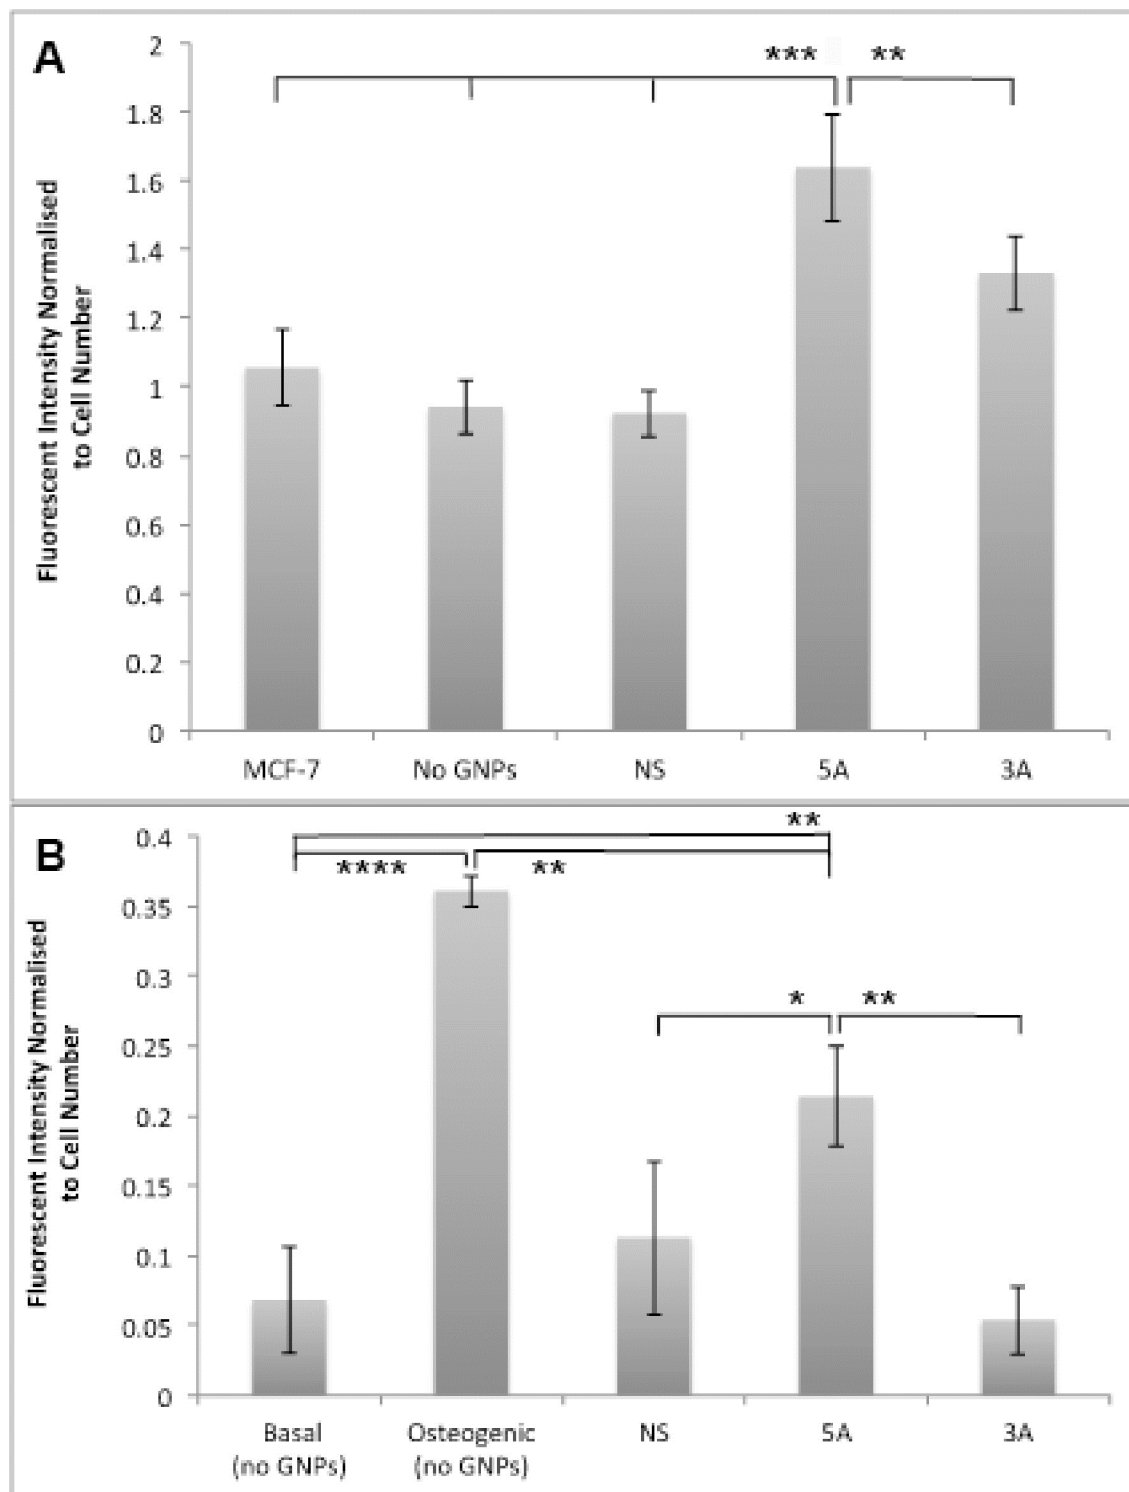 A
Fluorescent Intensity Normalised
to Cell Number
2
1.8
1.6
1.4
1.2
1
0.8
0.6
0.4
0.2
0
*** **
MCF-7 No GNPs NS 5A 3A
B
Fluorescent Intensity Normalised
to Cell Number
0.4
0.35
0.3
0.25
0.2
0.15
0.1
0.05
0
**
**** **
* **
Basal Osteogenic NS 5A 3A
(no GNPs) (no GNPs)